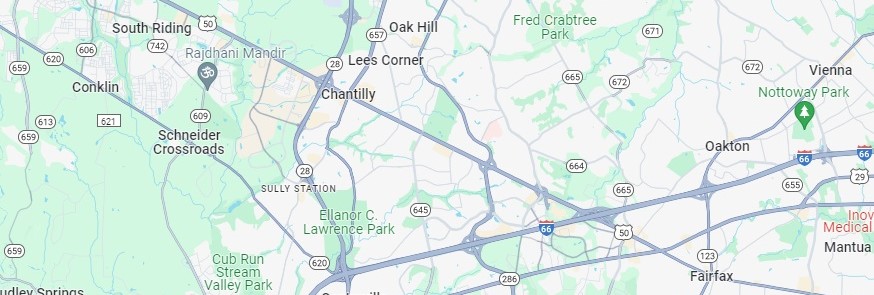 50
South Riding
742
606
620
659
Rajdhani Mandir
Conklin
621
609
613
659
Schneider
Crossroads
28
657
Oak Hill
Lees Corner
Chantilly
Fred Crabtree
Park
671
665
672
672
Vienna
Nottoway Park
Oakton
66
66
29
655
664
665
28
SULLY STATION
645
Ellanor C.
Lawrence Park
66
50
Inov
Medical
Mantua
123
Fairfax
286
620
659
Cub Run
Stream
Valley Park
udley Springs